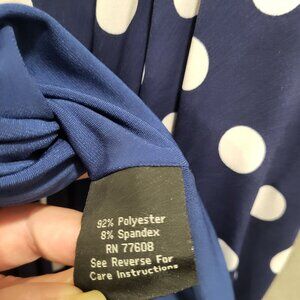 92% Polyester
8% Spandex
RN 77608
See Reverse For
Care Instructions